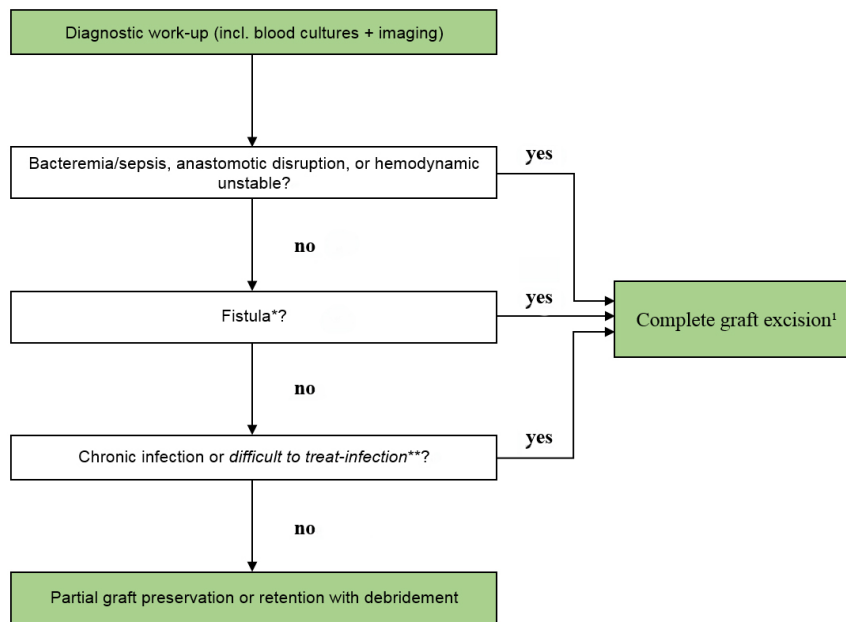 Diagnostic work-up (incl. blood cultures + imaging)
Bacteremia/sepsis, anastomotic disruption, or hemodynamic
unstable?
yes
no
Fistula*?
yes
Complete graft excision¹
no
Chronic infection or difficult to treat-infection**?
yes
no
Partial graft preservation or retention with debridement